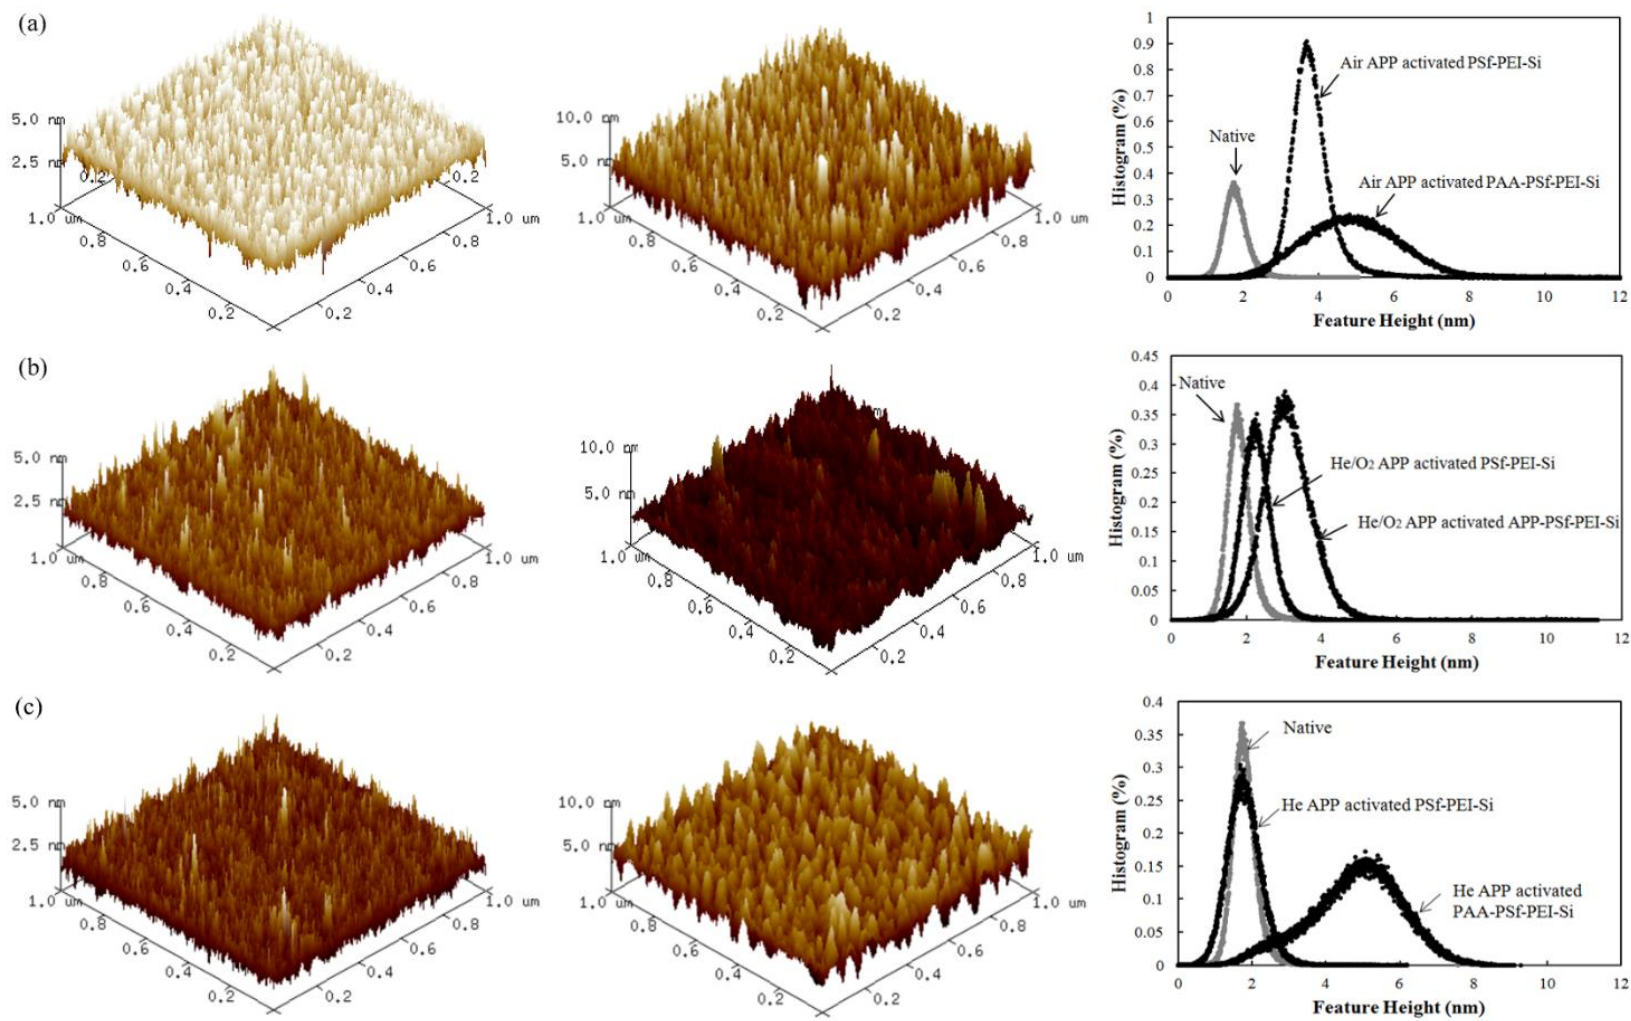 (a)
5.0 nm
2.5 nm
0.2
0.2
1.0 um
1.0 um
0.8
0.8
0.6
0.6
0.4
0.4
0.2
0.2
10.0
5.0
1.0 um
1.0 um
0.8
0.8
0.6
0.6
0.4
0.4
0.2
0.2
1
0.9
0.8
0.7
0.6
0.5
0.4
0.3
0.2
0.1
0
Histogram (%)
Air APP activated PSf-PEI-Si
Native
Air APP activated PAA-PSf-PEI-Si
0 2 4 6 8 10 12
Feature Height (nm)
(b)
5.0 nm
2.5 nm
1.0 um
1.0 um
0.8
0.8
0.6
0.6
0.4
0.4
0.2
0.2
10.0
5.0
1.0 um
1.0 um
0.8
0.8
0.6
0.6
0.4
0.4
0.2
0.2
0.45
0.4
0.35
0.3
0.25
0.2
0.15
0.1
0.05
0
Histogram (%)
Native
He/O2 APP activated PSf-PEI-Si
He/O2 APP activated APP-PSf-PEI-Si
0 2 4 6 8 10 12
Feature Height (nm)
(c)
5.0 nm
2.5 nm
1.0 um
1.0 um
0.8
0.8
0.6
0.6
0.4
0.4
0.2
0.2
10.0 nm
5.0 nm
1.0 um
1.0 um
0.8
0.8
0.6
0.6
0.4
0.4
0.2
0.2
0.4
0.35
0.3
0.25
0.2
0.15
0.1
0.05
0
Histogram (%)
Native
He APP activated PSf-PEI-Si
He APP activated
PAA-PSf-PEI-Si
0 2 4 6 8 10 12
Feature Height (nm)